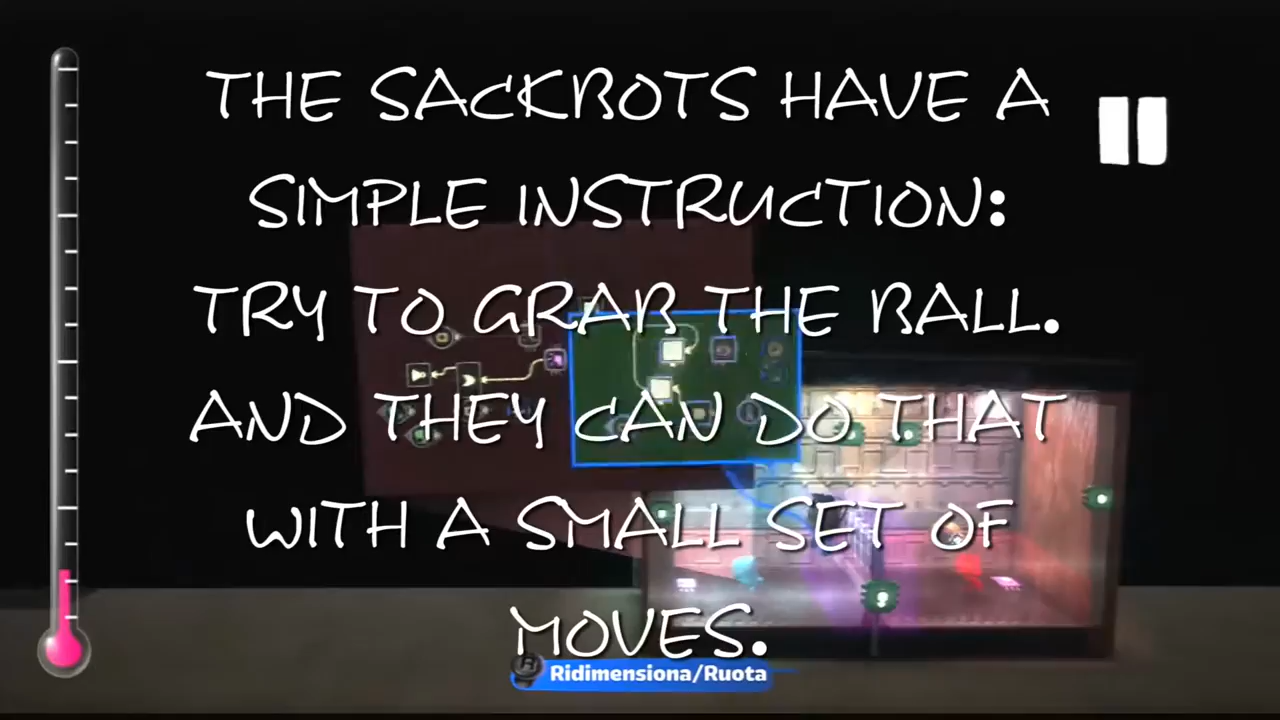 THE SACKBOTS HAVE A
SIMPLE INSTRUCTION:
TRY TO GRAB THE BALL.
AND THEY CAN DO THAT
WITH A SMALL SET OF
MOVES.
R Ridimensiona/Ruota